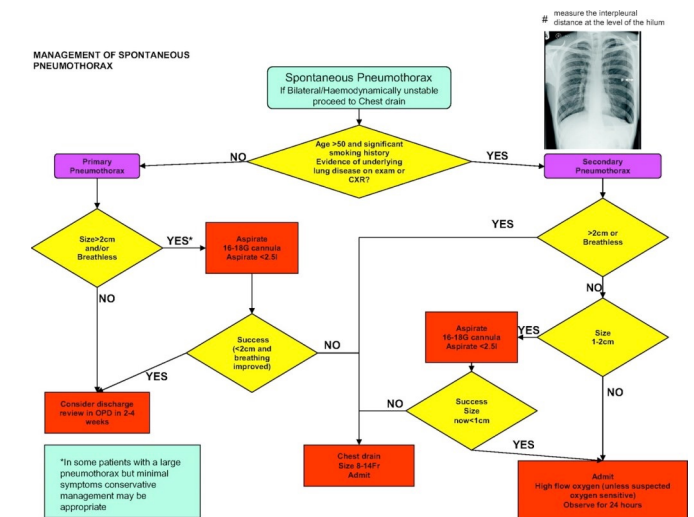 # measure the interpleural
distance at the level of the hilum
MANAGEMENT OF SPONTANEOUS
PNEUMOTHORAX
Spontaneous Pneumothorax
If Bilateral/Haemodynamically unstable
proceed to Chest drain
Age >50 and significant
smoking history
Evidence of underlying
lung disease on exam or
CXR?
NO
YES
Primary
Pneumothorax
Secondary
Pneumothorax
Size>2cm
and/or
Breathless
YES*
Aspirate
16-18G cannula
Aspirate <2.5l
YES
>2cm or
Breathless
NO
NO
Success
(<2cm and
breathing
improved)
NO
YES
Aspirate
16-18G cannula
Aspirate <2.5l
YES
Size
1-2cm
NO
Consider discharge
review in OPD in 2-4
weeks
NO
Success
Size
now<1cm
YES
*In some patients with a large
pneumothorax but minimal
symptoms conservative
management may be
appropriate
Chest drain
Size 8-14Fr
Admit
Admit
High flow oxygen (unless suspected
oxygen sensitive)
Observe for 24 hours